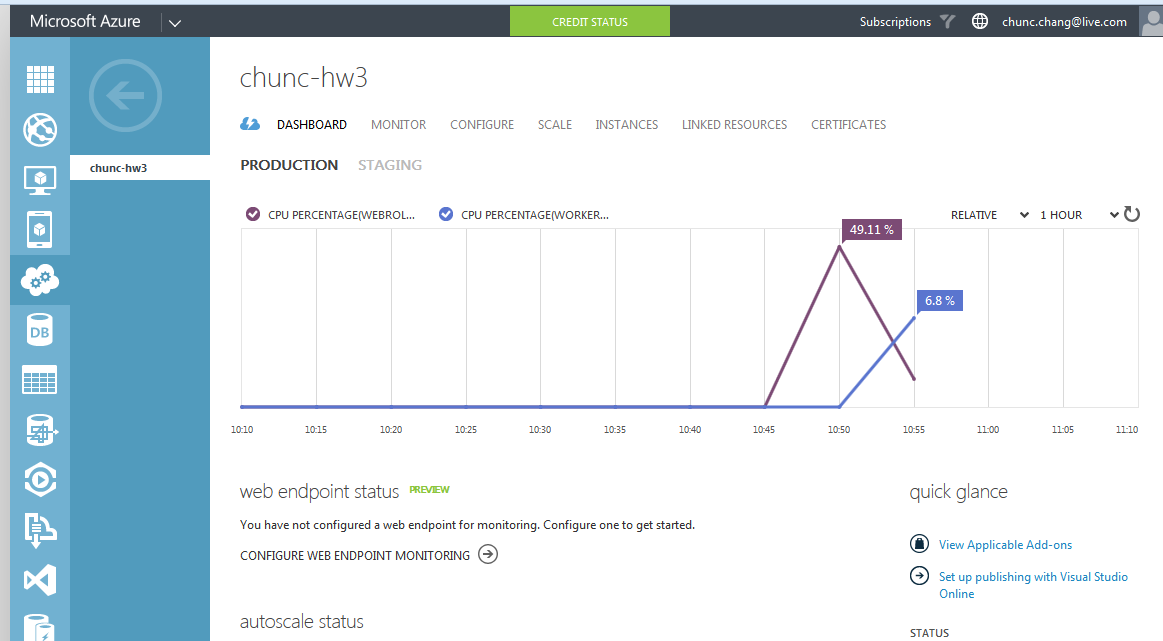 Microsoft Azure
CREDIT STATUS
Subscriptions
chunc.chang@live.com
chunc-hw3
chunc-hw3
DASHBOARD MONITOR CONFIGURE SCALE INSTANCES LINKED RESOURCES CERTIFICATES
PRODUCTION STAGING
CPU PERCENTAGE(WEBROL... CPU PERCENTAGE(WORKER... RELATIVE 1 HOUR
49.11 %
6.8 %
10:10 10:15 10:20 10:25 10:30 10:35 10:40 10:45 10:50 10:55 11:00 11:05 11:10
web endpoint status PREVIEW
You have not configured a web endpoint for monitoring. Configure one to get started.
CONFIGURE WEB ENDPOINT MONITORING
autoscale status
quick glance
View Applicable Add-ons
Set up publishing with Visual Studio
Online
STATUS
DB